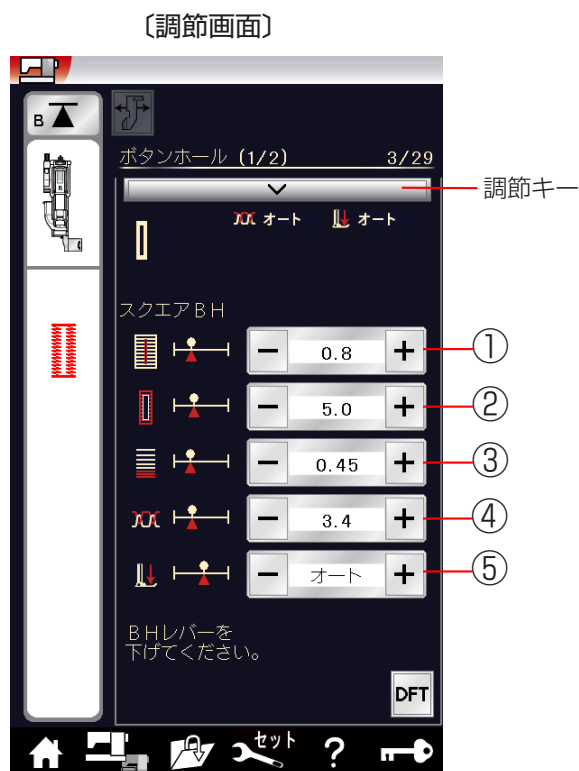 〔調節画面〕
B
ボタンホール (1/2) 3/29
調節キー
オート オート
スクエアBH
− 0.8 + ①
− 5.0 + ②
− 0.45 + ③
− 3.4 + ④
− オート + ⑤
BHレバーを
下げてください。
DFT
セット
?